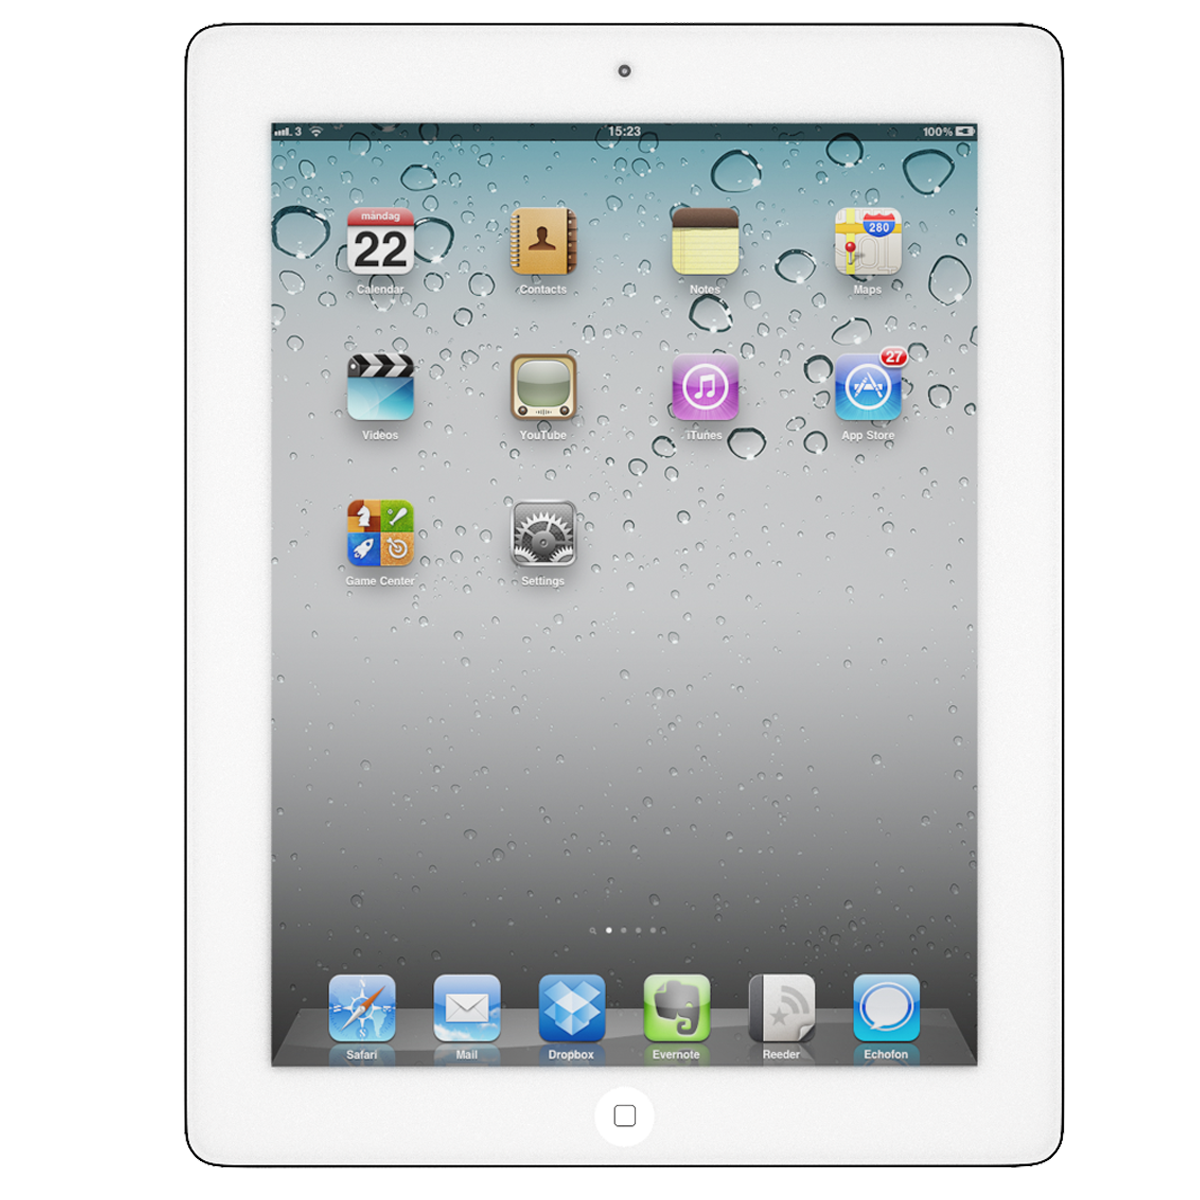 3 15:23 100%
måndag
280
22
Calendar Contacts Notes Maps
27
Videos YouTube iTunes App Store
Game Center Settings
Safari Mail Dropbox Evernote Reeder Echofon